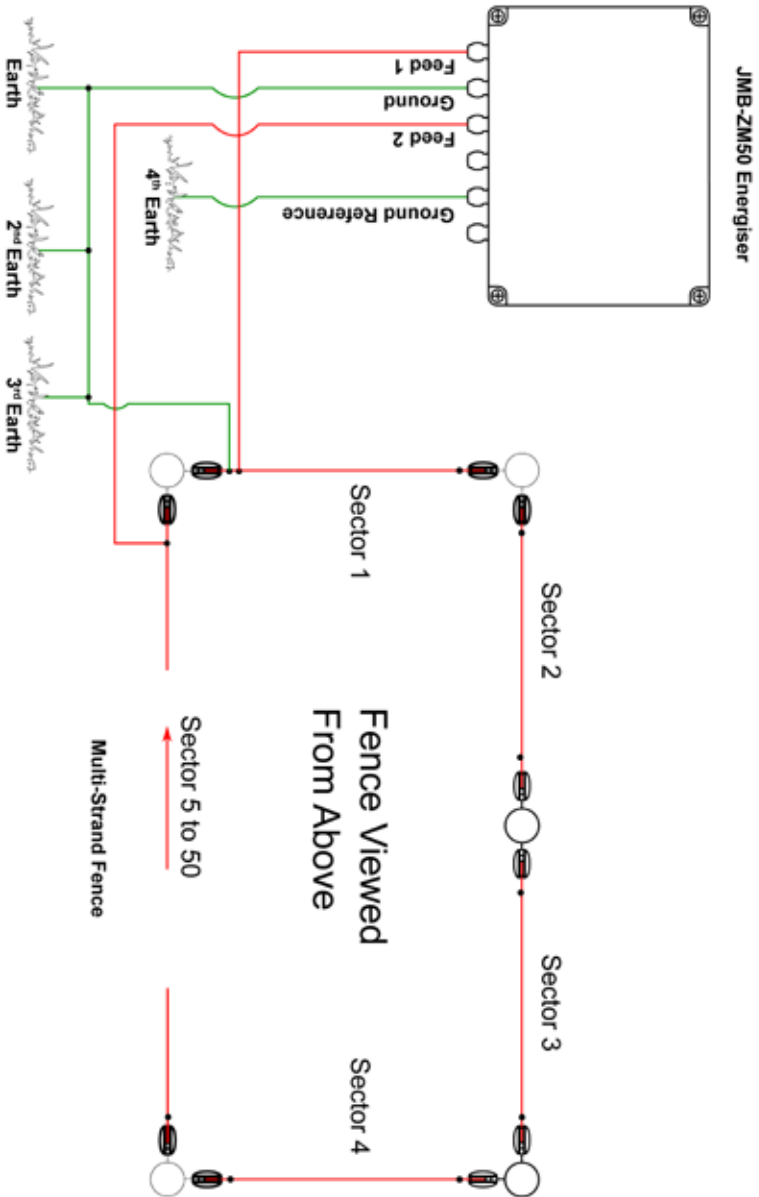 JMB-ZM50 Energiser
Feed 1
Ground
Feed 2
Ground Reference
Earth
2nd Earth
3rd Earth
4th Earth
Sector 1
Sector 2
Sector 3
Sector 4
Sector 5 to 50
Fence Viewed
From Above
Multi-Strand Fence